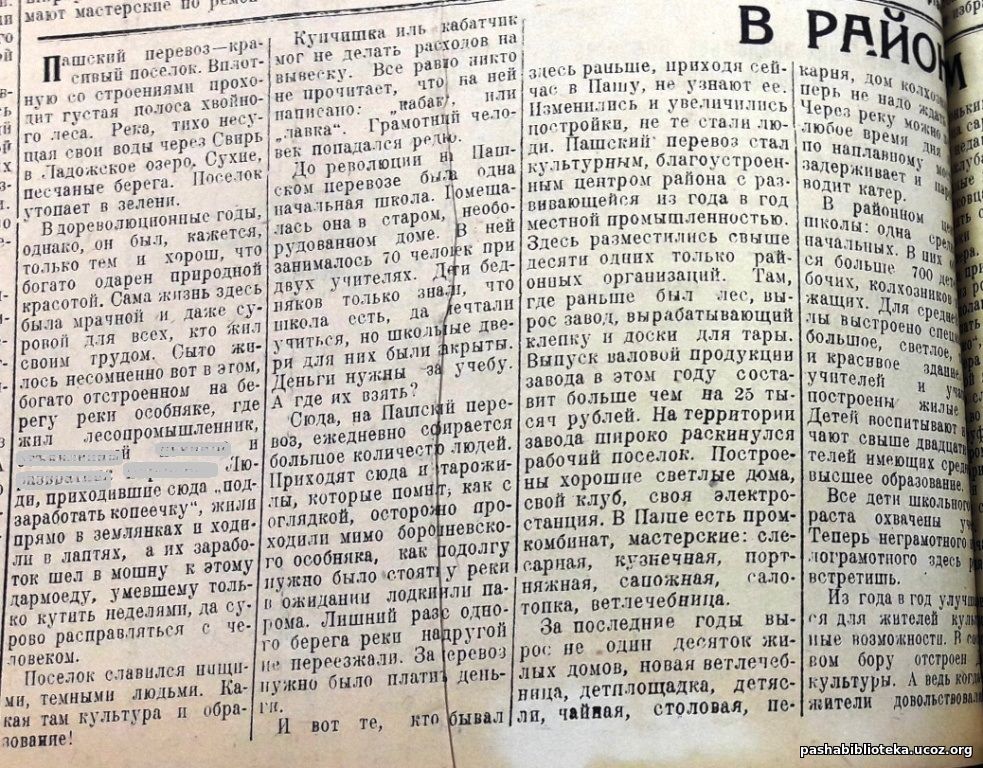 мают мастерские по
В РАЙОН
Пашский перевоз—кра-
сивый поселок. Вплот-
ную со строениями прохо-
дит густая полоса хвойно-
го леса. Река, тихо несу-
щая свои воды через Свирь
в Ладожское озеро. Сухие,
песчаные берега. Поселок
утопает в зелени.
В дореволюционные годы,
однако, он был, кажется,
только тем и хорош, что
богато одарен природной
красотой. Сама жизнь здесь
была мрачной и даже су-
ровой для всех, кто жил
своим трудом. Сыто жи-
лось несомненно вот в этом,
богато отстроенном на бе-
регу реки особняке, где
жил лесопромышленник,
и
Лю-
ди, приходившие сюда „под-
заработать копеечку“, жили
прямо в землянках и ходи-
ли в лаптях, а их зарабо-
ток шел в мошну к этому
дармоеду, умевшему толь-
ко кутить неделями, да су-
рово расправляться с че-
ловеком.
Поселок славился нищи-
ми, темными людьми. Ка-
кая там культура и обра-
зование!
Купчишка иль кабатчик
мог не делать расходов на
вывеску. Все равно никто
не прочитает, что на ней
написано: „кабак“, или
„лавка“. Грамотный чело-
век попадался редко.
До революции на Паш-
ском перевозе была одна
начальная школа. Помеща-
лась она в старом, необо-
рудованном доме. В ней
занималось 70 человек при
двух учителях. Дети бед-
няков только знали, что
школа есть, да мечтали
учиться, но школьные две-
ри для них были закрыты.
Деньги нужны за учебу.
А где их взять?
Сюда, на Пашский пере-
воз, ежедневно собирается
большое количество людей.
Приходят сюда и старожи-
лы, которые помнят, как с
оглядкой, осторожно про-
ходили мимо
особняка, как подолгу
нужно было стоять у реки
в ожидании лодки или па-
рома. Лишний раз с одно-
го берега реки на другой
не переезжали. За перевоз
нужно было платить день-
ги.
И вот те, кто бывал
здесь раньше, приходя сей-
час в Пашу, не узнают ее.
Изменились и увеличились
постройки, не те стали лю-
ди. Пашский перевоз стал
культурным, благоустроен-
ным центром района с раз-
вивающейся из года в год
местной промышленностью.
Здесь разместились свыше
десяти одних только рай-
онных организаций. Там,
где раньше был лес, вы-
рос завод, вырабатывающий
клепку и доски для тары.
Выпуск валовой продукции
завода в этом году соста-
вит больше чем на 25 ты-
сяч рублей. На территории
завода широко раскинулся
рабочий поселок. Построе-
ны хорошие светлые дома,
свой клуб, своя электро-
станция. В Паше есть пром-
комбинат, мастерские: сле-
сарная, кузнечная, порт-
няжная, сапожная, сало-
топка, ветлечебница.
За последние годы вы-
рос не один десяток жи-
лых домов, новая ветлечеб-
ница, детплощадка, детяс-
ли, чайная, столовая, пе-
карня, дом
перь не надо
Через реку можно
любое время дня
по наплавному
задерживает и
водит катер.
В районном
школы: одна
начальных. В них
ся больше 700
бочих, колхозников
жащих. Для
лы выстроено
большое, светлое,
и красивое
учителей и
построены жилые
Детей воспитывают и
чают свыше
телей имеющих
высшее образование.
Все дети школьного
раста охвачены
Теперь неграмотного
лограмотного здесь
встретишь.
Из года в год
ся для жителей
ные возможности. В
вом бору отстроен
культуры. А ведь
жители
pashabiblioteka.ucoz.org